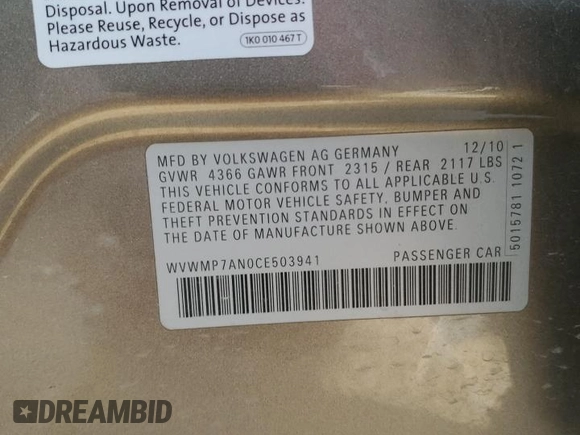 Disposal. Upon Removal of Devices.
Please Reuse, Recycle, or Dispose as
Hazardous Waste.
1K0 010 467 T
MFD BY VOLKSWAGEN AG GERMANY 12/10
GVWR 4366 GAWR FRONT 2315 / REAR 2117 LBS
THIS VEHICLE CONFORMS TO ALL APPLICABLE U.S.
FEDERAL MOTOR VEHICLE SAFETY, BUMPER AND
THEFT PREVENTION STANDARDS IN EFFECT ON
THE DATE OF MANUFACTURE SHOWN ABOVE.
WVWMP7AN0CE503941 PASSENGER CAR
5015781 1072 1
DREAMBID